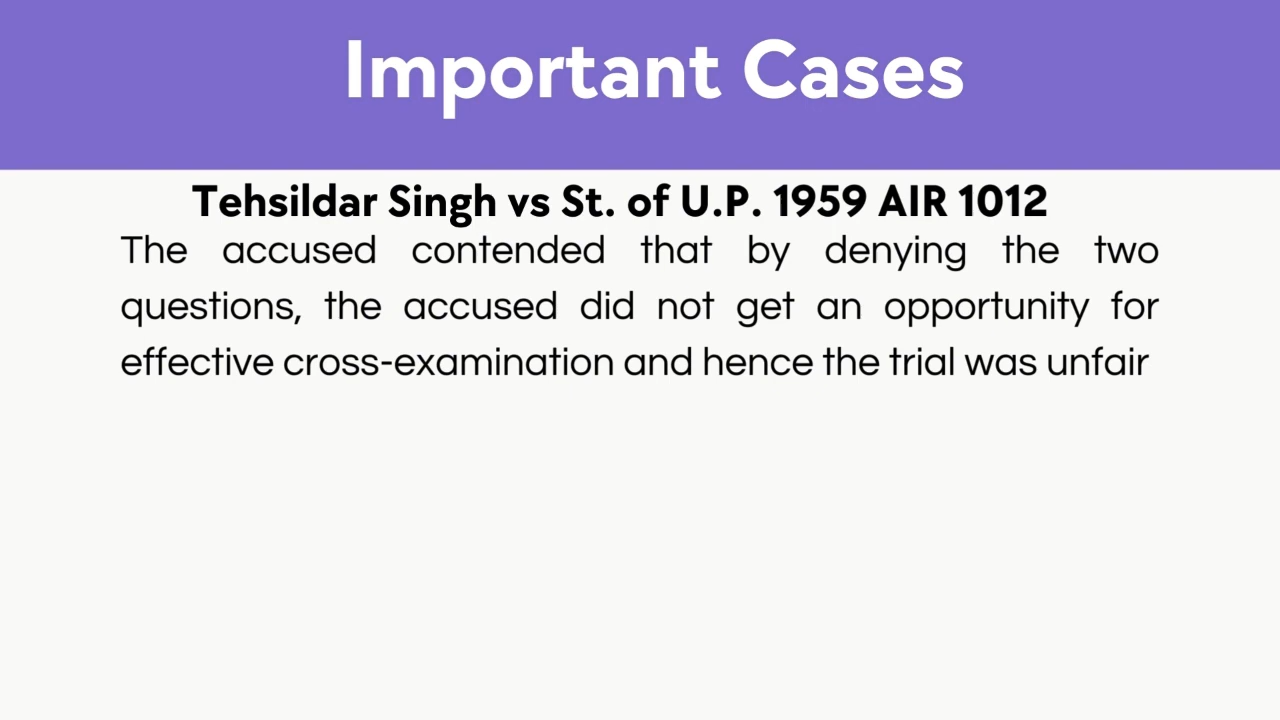 Important Cases
Tehsildar Singh vs St. of U.P. 1959 AIR 1012
The accused contended that by denying the two
questions, the accused did not get an opportunity for
effective cross-examination and hence the trial was unfair